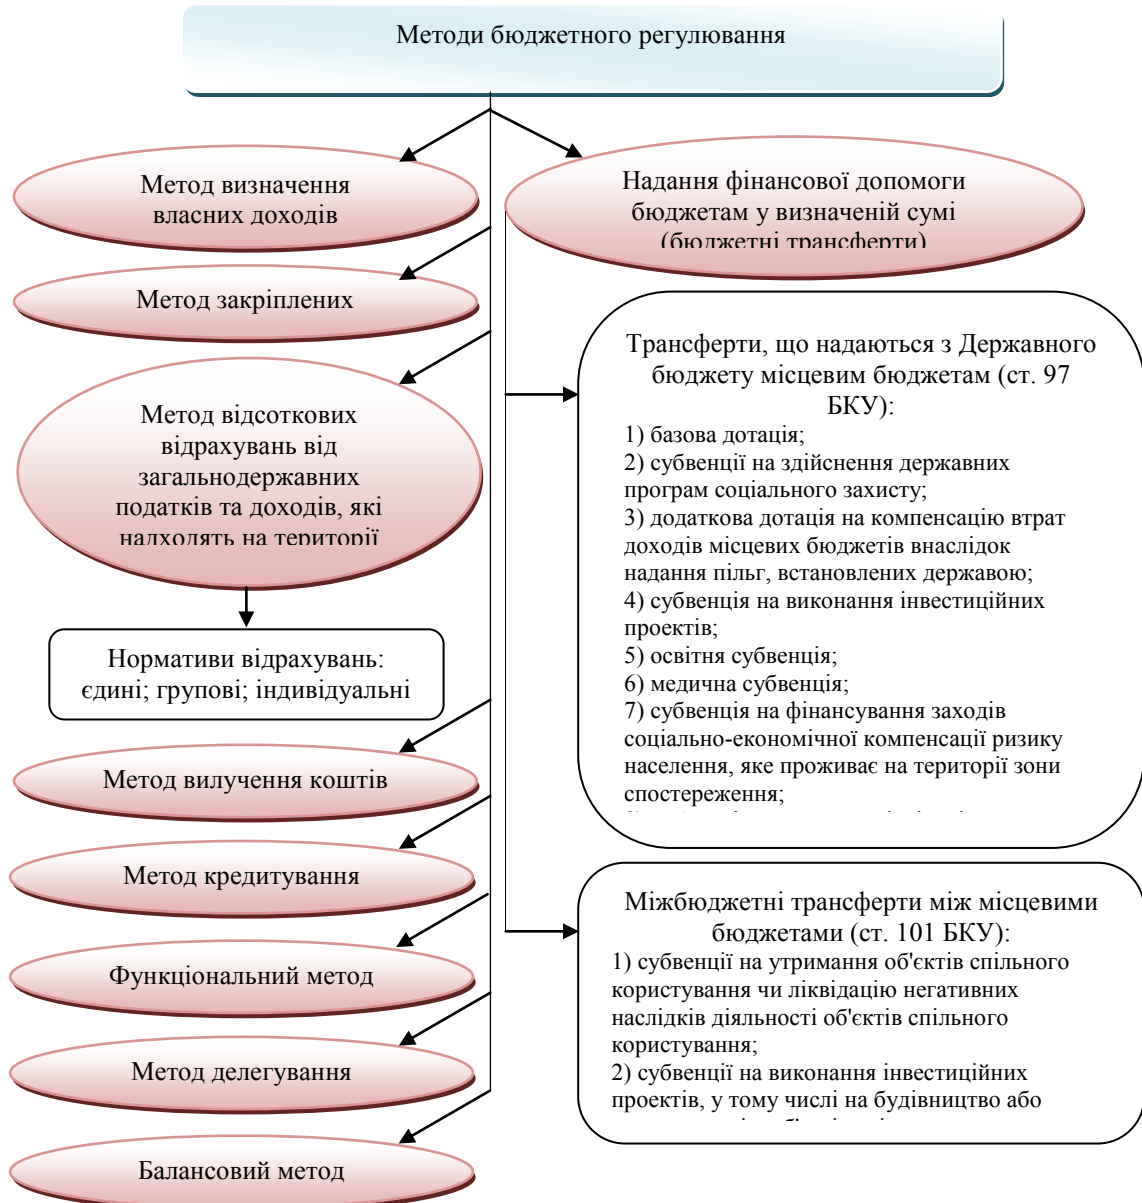 Методи бюджетного регулювання
Метод визначення
власних доходів
Надання фінансової допомоги
бюджетам у визначеній сумі
(бюджетні трансферти)
Метод закріплених
Метод відсоткових
відрахувань від
загальнодержавних
податків та доходів, які
надходять на території
Нормативи відрахувань:
єдині; групові; індивідуальні
Метод вилучення коштів
Метод кредитування
Функціональний метод
Метод делегування
Балансовий метод
Трансферти, що надаються з Державного
бюджету місцевим бюджетам (ст. 97
БКУ):
1) базова дотація;
2) субвенції на здійснення державних
програм соціального захисту;
3) додаткова дотація на компенсацію втрат
доходів місцевих бюджетів внаслідок
надання пільг, встановлених державою;
4) субвенція на виконання інвестиційних
проектів;
5) освітня субвенція;
6) медична субвенція;
7) субвенція на фінансування заходів
соціально-економічної компенсації ризику
населення, яке проживає на території зони
спостереження;
Міжбюджетні трансферти між місцевими
бюджетами (ст. 101 БКУ):
1) субвенції на утримання об'єктів спільного
користування чи ліквідацію негативних
наслідків діяльності об'єктів спільного
користування;
2) субвенції на виконання інвестиційних
проектів, у тому числі на будівництво або